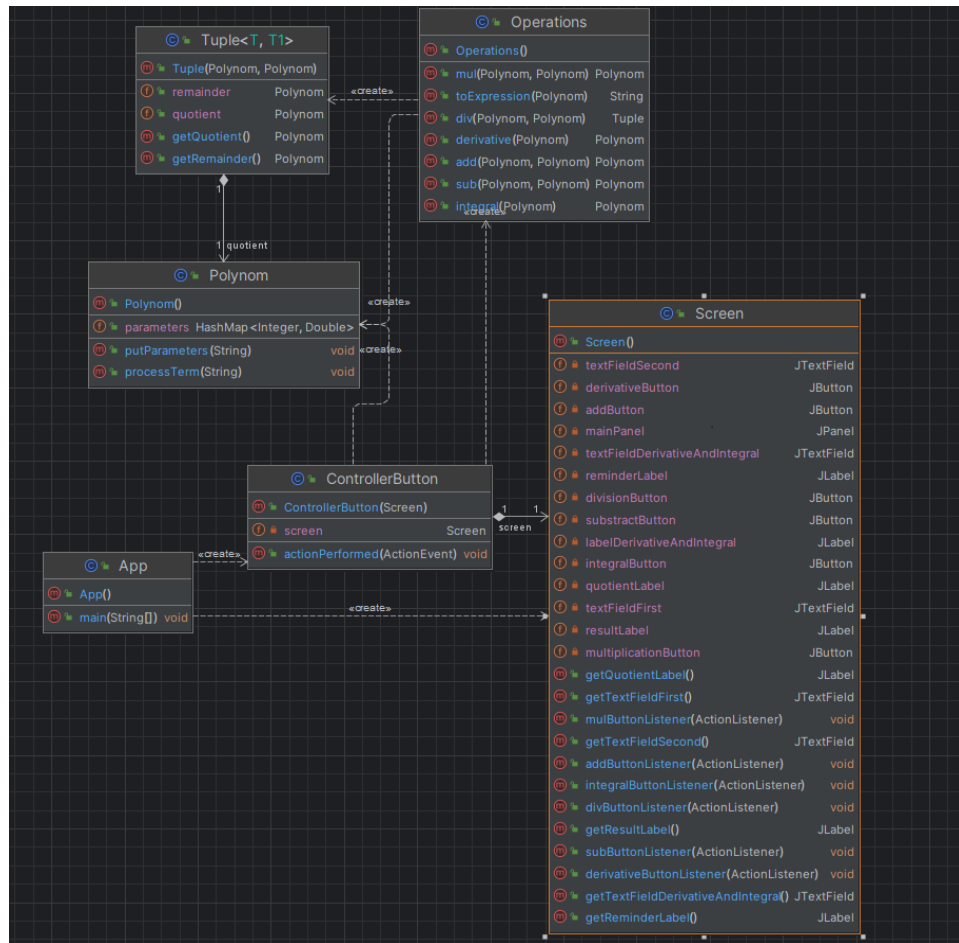 Tuple<T, T1>
Tuple(Polynom, Polynom)
remainder Polynom
quotient Polynom
getQuotient() Polynom
getRemainder() Polynom
«create»
Operations
Operations()
mul(Polynom, Polynom) Polynom
toExpression(Polynom) String
div(Polynom, Polynom) Tuple
derivative(Polynom) Polynom
add(Polynom, Polynom) Polynom
sub(Polynom, Polynom) Polynom
integral(Polynom) Polynom
«create»
1
1 quotient
Polynom
Polynom()
parameters HashMap<Integer, Double>
putParameters(String) void
processTerm(String) void
«create»
«create»
ControllerButton
ControllerButton(Screen)
screen Screen
actionPerformed(ActionEvent) void
1 1
screen
App
App()
main(String[]) void
«create»
«create»
Screen
Screen()
textFieldSecond JTextField
derivativeButton JButton
addButton JButton
mainPanel JPanel
textFieldDerivativeAndIntegral JTextField
reminderLabel JLabel
divisionButton JButton
substractButton JButton
labelDerivativeAndIntegral JLabel
integralButton JButton
quotientLabel JLabel
textFieldFirst JTextField
resultLabel JLabel
multiplicationButton JButton
getQuotientLabel() JLabel
getTextFieldFirst() JTextField
mulButtonListener(ActionListener) void
getTextFieldSecond() JTextField
addButtonListener(ActionListener) void
integralButtonListener(ActionListener) void
divButtonListener(ActionListener) void
getResultLabel() JLabel
subButtonListener(ActionListener) void
derivativeButtonListener(ActionListener) void
getTextFieldDerivativeAndIntegral() JTextField
getReminderLabel() JLabel